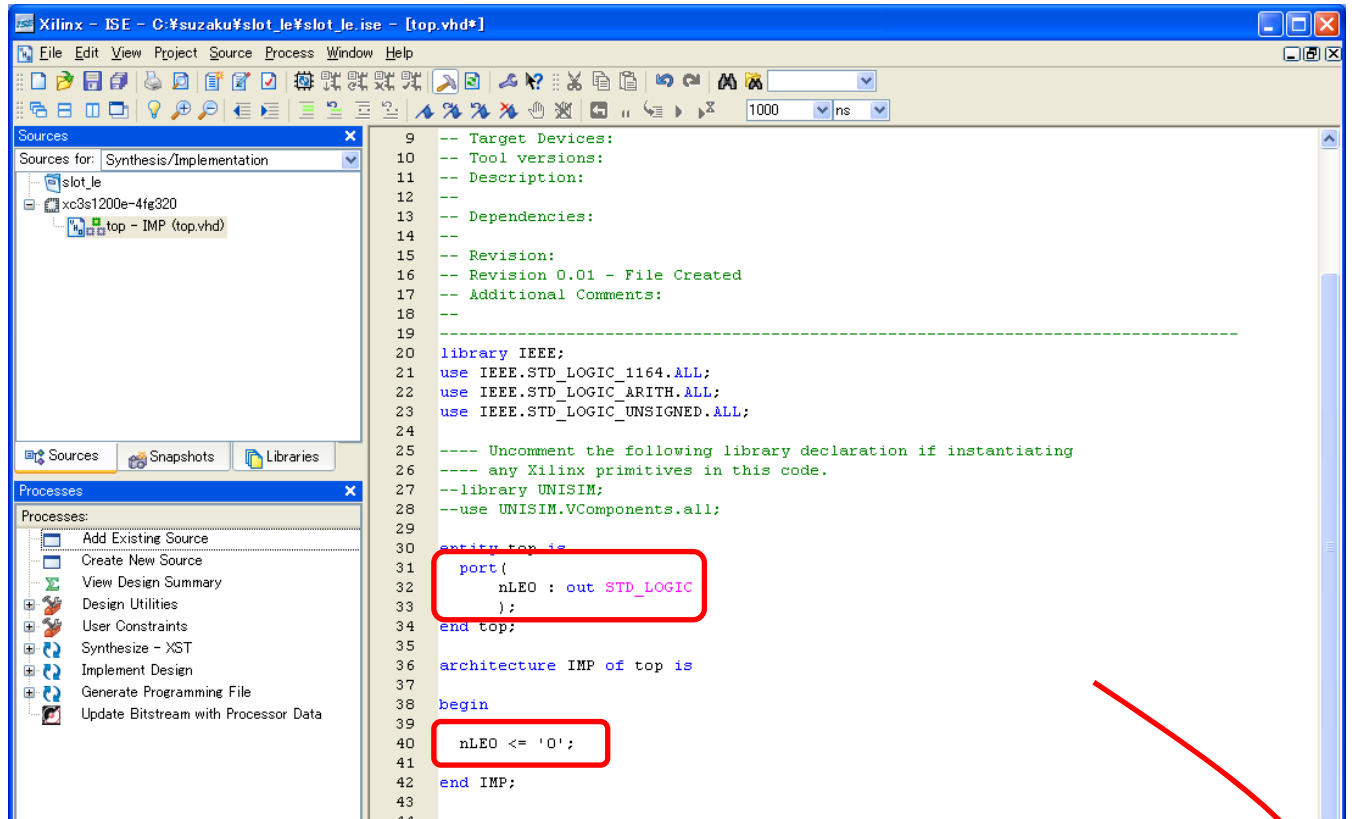 Xilinx - ISE - C:¥suzaku¥slot_le¥slot_le.ise - [top.vhd*]
File Edit View Project Source Process Window Help
1000 ns
Sources
Sources for: Synthesis/Implementation
slot_le
xc3s1200e-4fg320
top - IMP (top.vhd)
Sources Snapshots Libraries
Processes
Processes:
Add Existing Source
Create New Source
View Design Summary
Design Utilities
User Constraints
Synthesize - XST
Implement Design
Generate Programming File
Update Bitstream with Processor Data
9 -- Target Devices:
10 -- Tool versions:
11 -- Description:
12 --
13 -- Dependencies:
14 --
15 -- Revision:
16 -- Revision 0.01 - File Created
17 -- Additional Comments:
18 --
19 ----------------------------------------------------------------------------------
20 library IEEE;
21 use IEEE.STD_LOGIC_1164.ALL;
22 use IEEE.STD_LOGIC_ARITH.ALL;
23 use IEEE.STD_LOGIC_UNSIGNED.ALL;
24
25 ---- Uncomment the following library declaration if instantiating
26 ---- any Xilinx primitives in this code.
27 --library UNISIM;
28 --use UNISIM.VComponents.all;
29
30 entity top is
31 port(
32 nLE0 : out STD_LOGIC
33 );
34 end top;
35
36 architecture IMP of top is
37
38 begin
39
40 nLE0 <= '0';
41
42 end IMP;
43
44